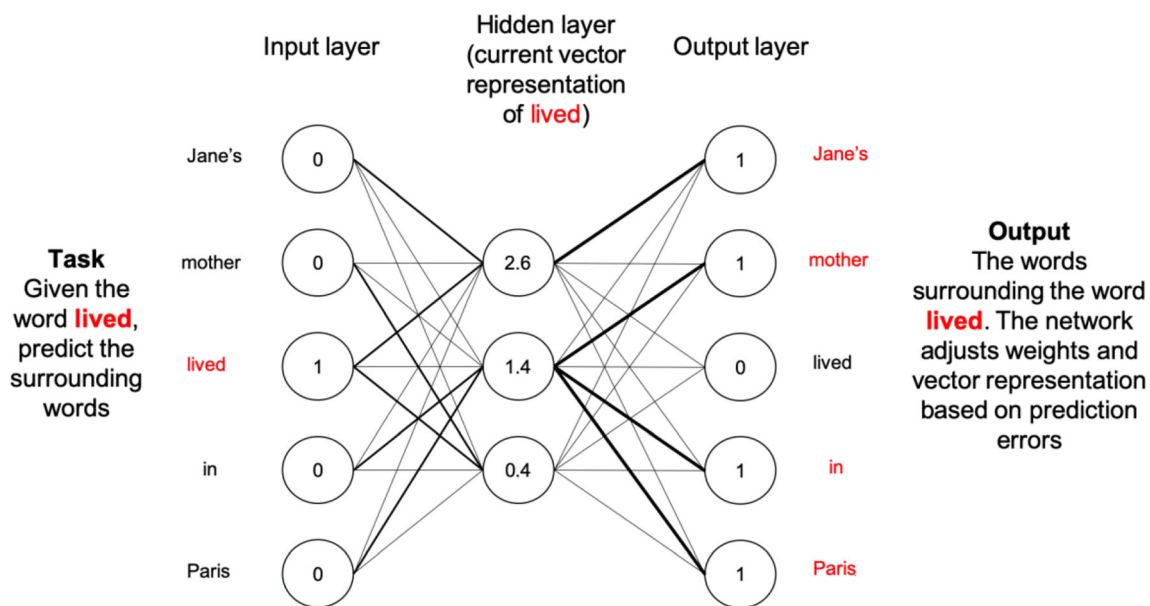 Input layer
Hidden layer
(current vector
representation
of lived)
Output layer
Task
Given the
word lived,
predict the
surrounding
words
Jane's
mother
lived
in
Paris
0
0
1
0
0
2.6
1.4
0.4
1
1
0
1
1
Jane's
mother
lived
in
Paris
Output
The words
surrounding the word
lived. The network
adjusts weights and
vector representation
based on prediction
errors